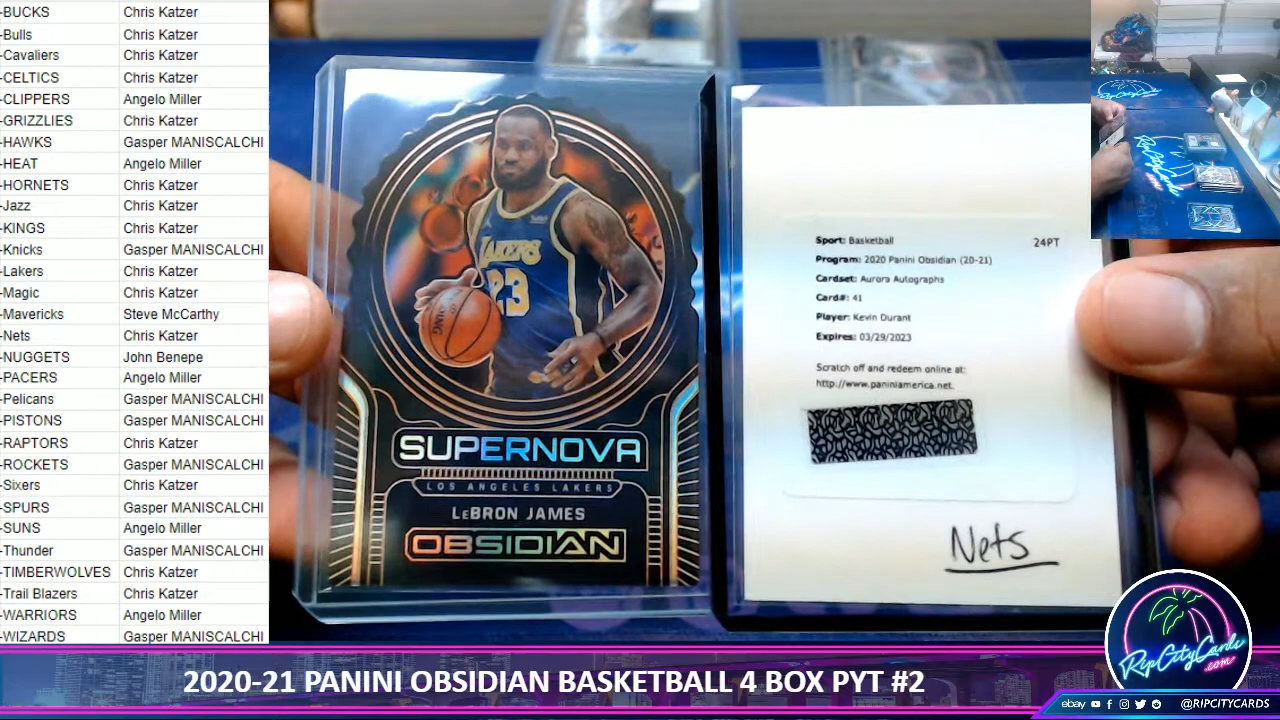 -BUCKS Chris Katzer
-Bulls Chris Katzer
-Cavaliers Chris Katzer
-CELTICS Chris Katzer
-CLIPPERS Angelo Miller
-GRIZZLIES Chris Katzer
-HAWKS Gasper MANISCALCHI
-HEAT Angelo Miller
-HORNETS Chris Katzer
-Jazz Chris Katzer
-KINGS Chris Katzer
-Knicks Gasper MANISCALCHI
-Lakers Chris Katzer
-Magic Chris Katzer
-Mavericks Steve McCarthy
-Nets Chris Katzer
-NUGGETS John Benepe
-PACERS Angelo Miller
-Pelicans Gasper MANISCALCHI
-PISTONS Gasper MANISCALCHI
-RAPTORS Chris Katzer
-ROCKETS Gasper MANISCALCHI
-Sixers Chris Katzer
-SPURS Gasper MANISCALCHI
-SUNS Angelo Miller
-Thunder Gasper MANISCALCHI
-TIMBERWOLVES Chris Katzer
-Trail Blazers Chris Katzer
-WARRIORS Angelo Miller
-WIZARDS Gasper MANISCALCHI
LAKERS
23
SUPERNOVA
LOS ANGELES LAKERS
LeBRON JAMES
OBSIDIAN
Sport: Basketball 24PT
Program: 2020 Panini Obsidian (20-21)
Cardset: Aurora Autographs
Card#: 41
Player: Kevin Durant
Expires: 03/29/2023
Scratch off and redeem online at:
http://www.paniniamerica.net.
Nets
RipCityCards
.com
RipCityCards
.com
2020-21 PANINI OBSIDIAN BASKETBALL 4 BOX PYT #2
ebay @RIPCITYCARDS